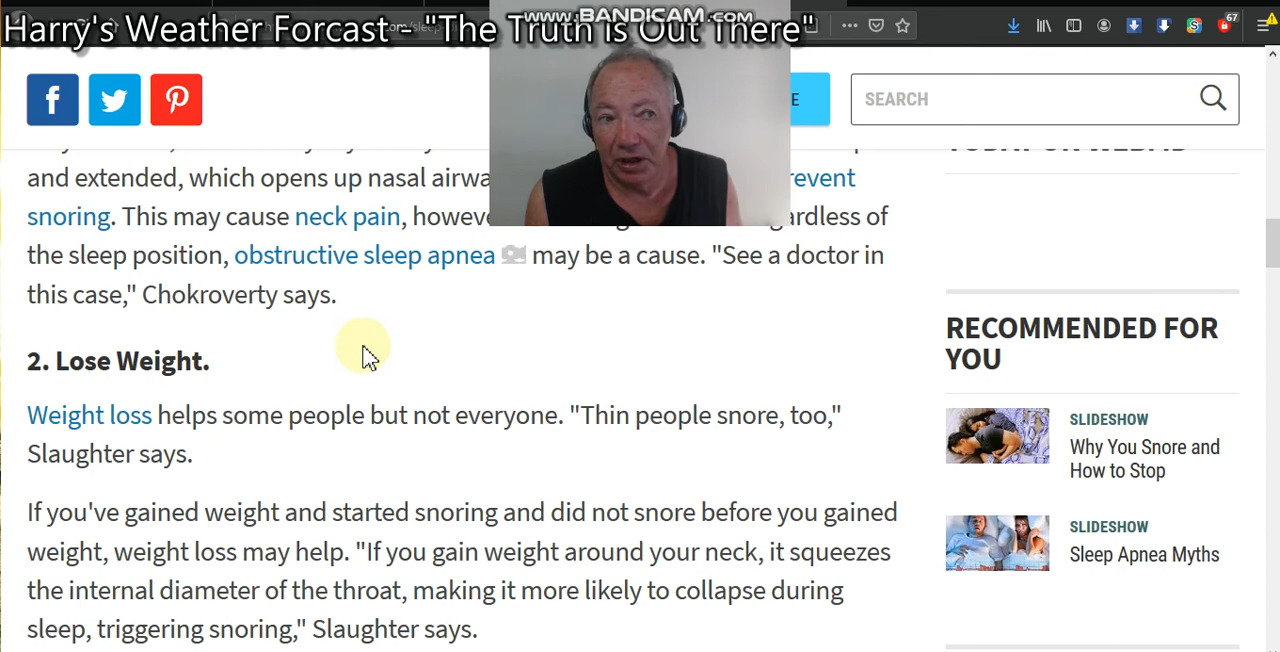 WWW.BANDICAM.COM
Harry's Weather Forcast - "The Truth Is Out There"
67
f
E
SEARCH
and extended, which opens up nasal airwa
revent
snoring. This may cause neck pain, howeve
ardless of
the sleep position, obstructive sleep apnea may be a cause. "See a doctor in
this case," Chokroverty says.
2. Lose Weight.
Weight loss helps some people but not everyone. "Thin people snore, too,"
Slaughter says.
If you've gained weight and started snoring and did not snore before you gained
weight, weight loss may help. "If you gain weight around your neck, it squeezes
the internal diameter of the throat, making it more likely to collapse during
sleep, triggering snoring," Slaughter says.
RECOMMENDED FOR
YOU
SLIDESHOW
Why You Snore and
How to Stop
SLIDESHOW
Sleep Apnea Myths